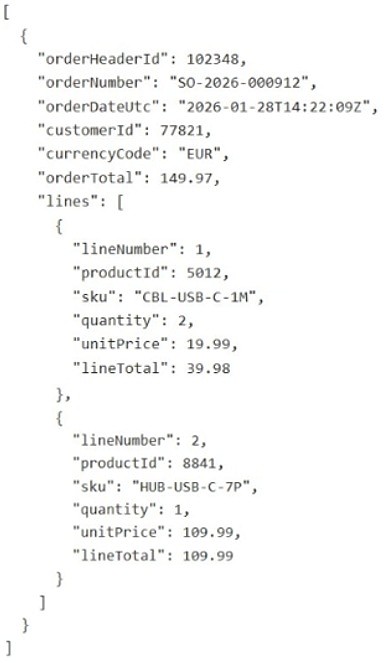 [
  {
    "orderHeaderId": 102348,
    "orderNumber": "SO-2026-000912",
    "orderDateUtc": "2026-01-28T14:22:09Z",
    "customerId": 77821,
    "currencyCode": "EUR",
    "orderTotal": 149.97,
    "lines": [
      {
        "lineNumber": 1,
        "productId": 5012,
        "sku": "CBL-USB-C-1M",
        "quantity": 2,
        "unitPrice": 19.99,
        "lineTotal": 39.98
      },
      {
        "lineNumber": 2,
        "productId": 8841,
        "sku": "HUB-USB-C-7P",
        "quantity": 1,
        "unitPrice": 109.99,
        "lineTotal": 109.99
      }
    ]
  }
]